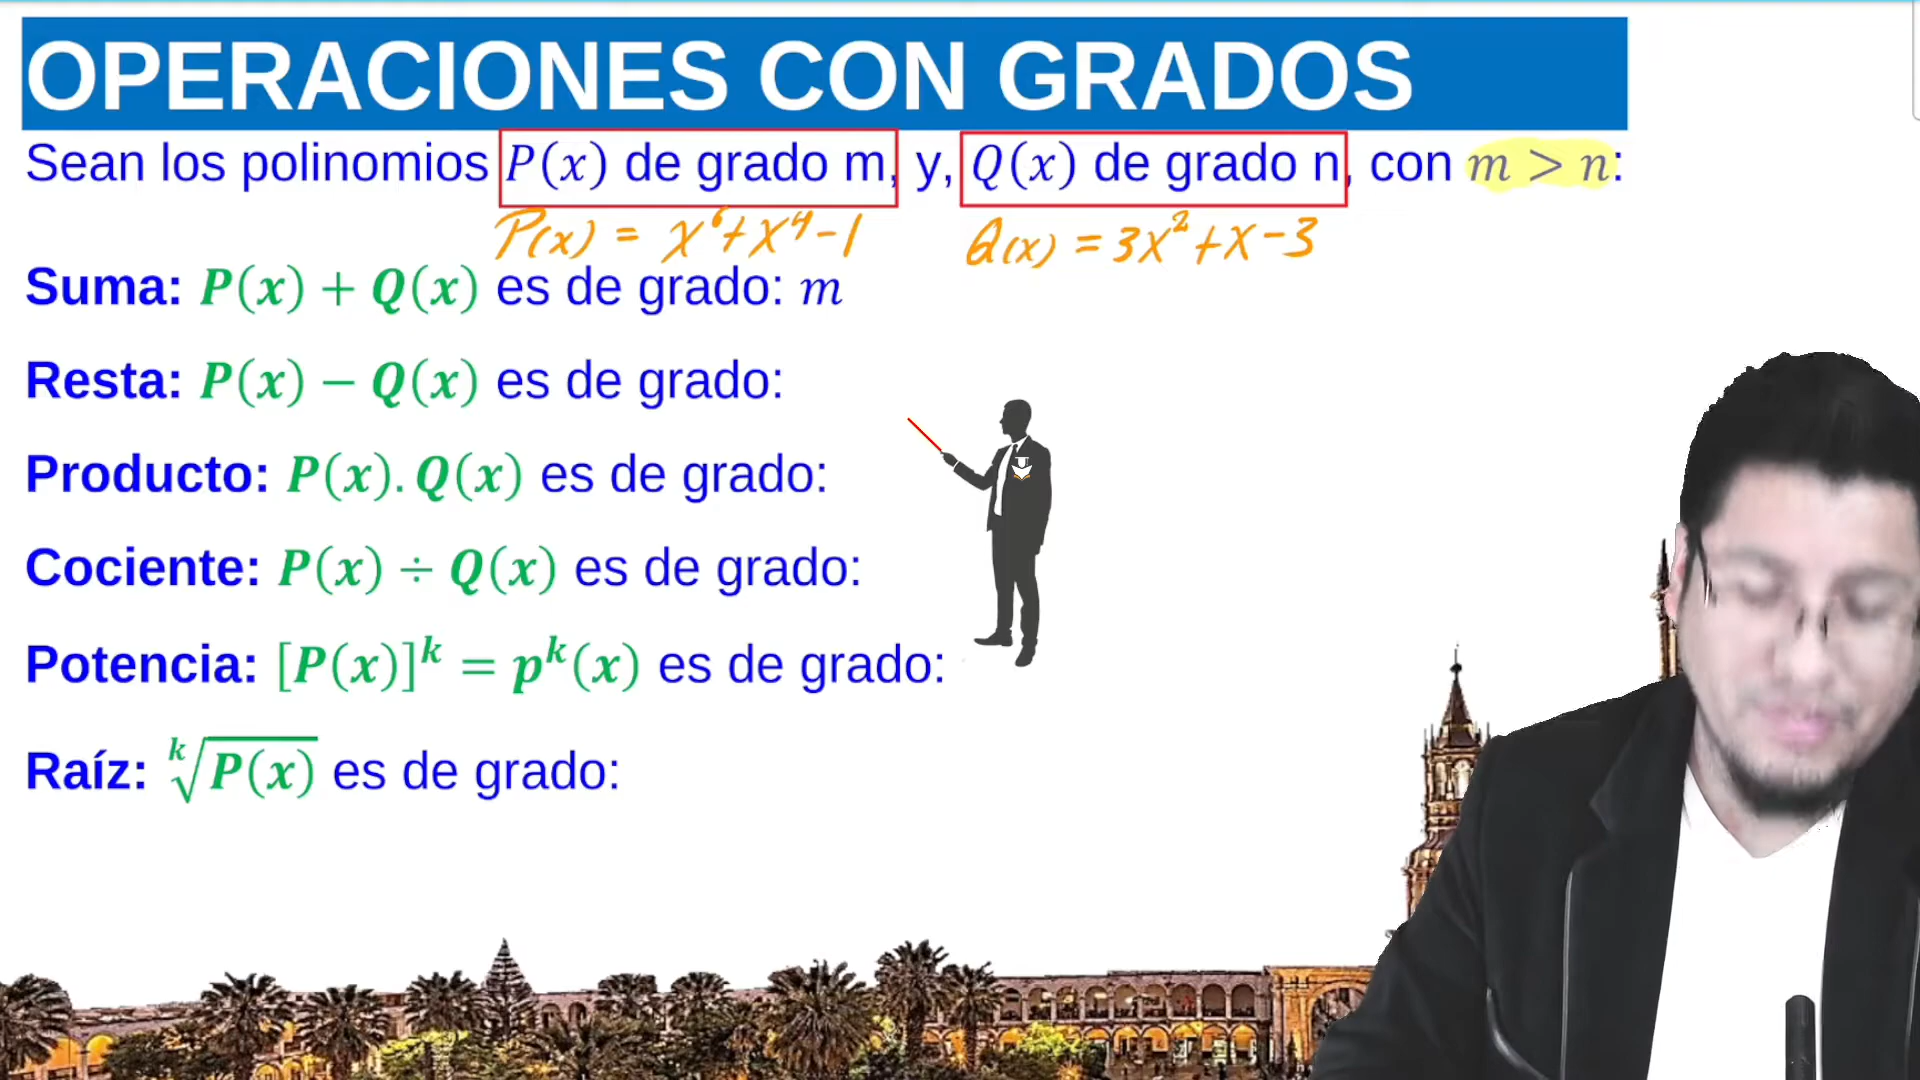 OPERACIONES CON GRADOS
Sean los polinomios P(x) de grado m, y, Q(x) de grado n, con m > n:
P(x) = x⁶+x⁴-1 Q(x) = 3x²+x-3
Suma: P(x) + Q(x) es de grado: m
Resta: P(x) − Q(x) es de grado:
Producto: P(x). Q(x) es de grado:
Cociente: P(x) ÷ Q(x) es de grado:
Potencia: [P(x)]ᵏ = pᵏ(x) es de grado:
Raíz: ᵏ√P(x) es de grado: